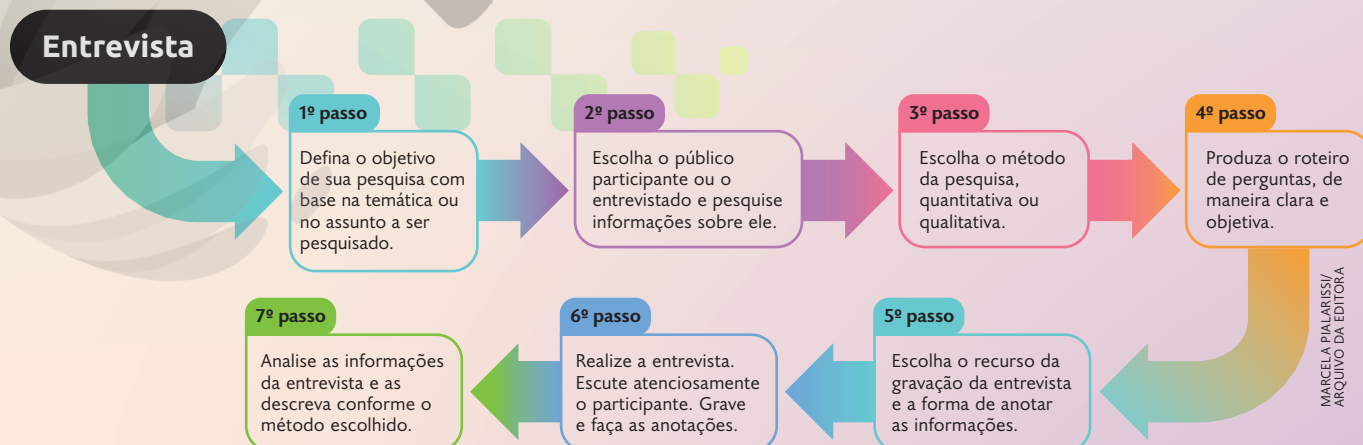 Entrevista
1º passo
Defina o objetivo
de sua pesquisa com
base na temática ou
no assunto a ser
pesquisado.
2º passo
Escolha o público
participante ou o
entrevistado e pesquise
informações sobre ele.
3º passo
Escolha o método
da pesquisa,
quantitativa ou
qualitativa.
4º passo
Produza o roteiro
de perguntas, de
maneira clara e
objetiva.
5º passo
Escolha o recurso da
gravação da entrevista
e a forma de anotar
as informações.
6º passo
Realize a entrevista.
Escute atenciosamente
o participante. Grave
e faça as anotações.
7º passo
Analise as informações
da entrevista e as
descreva conforme o
método escolhido.
MARCELA PIALARISSI/
ARQUIVO DA EDITORA